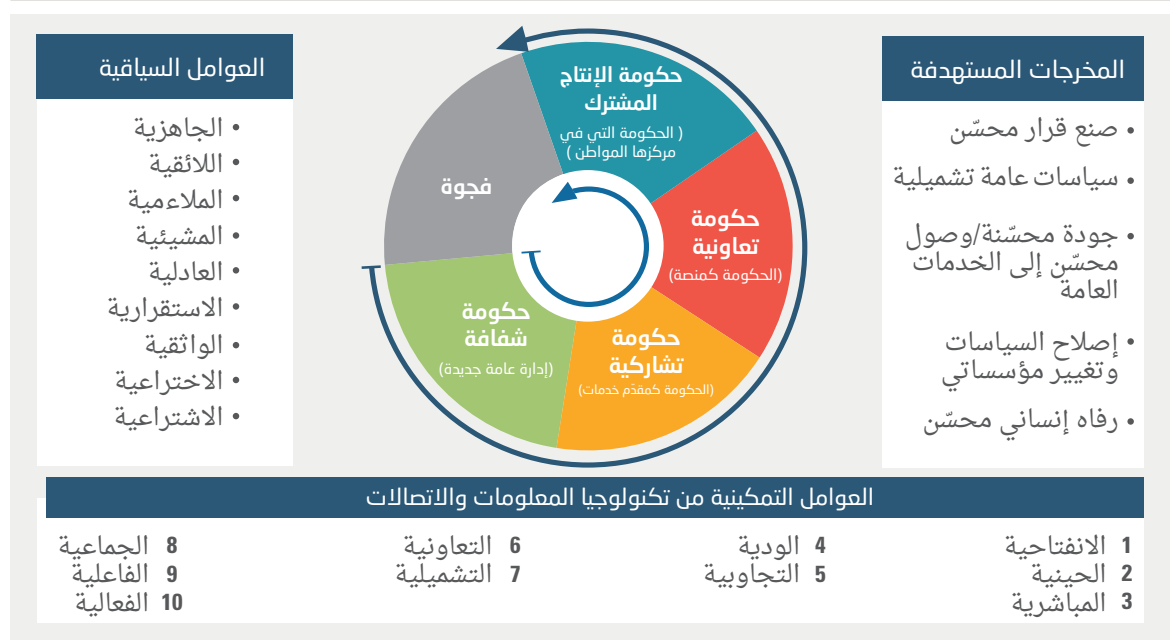 المخرجات المستهدفة
• صنع قرار محسّن
• سياسات عامة تشميلية
• جودة محسّنة/وصول
محسّن إلى الخدمات
العامة
• إصلاح السياسات
وتغيير مؤسساتي
• رفاه إنساني محسّن
حكومة الإنتاج
المشترك
( الحكومة التي في
مركزها المواطن )
حكومة
تعاونية
(الحكومة كمنصة)
حكومة
تشاركية
(الحكومة كمقدّم خدمات)
حكومة
شفافة
(إدارة عامة جديدة)
فجوة
العوامل السياقية
• الجاهزية
• اللائقية
• الملاءمية
• المشيئية
• العادلية
• الاستقرارية
• الواثقية
• الاختراعية
• الاشتراعية
العوامل التمكينية من تكنولوجيا المعلومات والاتصالات
1 الانفتاحية
2 الحينية
3 المباشرية
4 الودية
5 التجاوبية
6 التعاونية
7 التشميلية
8 الجماعية
9 الفاعلية
10 الفعالية